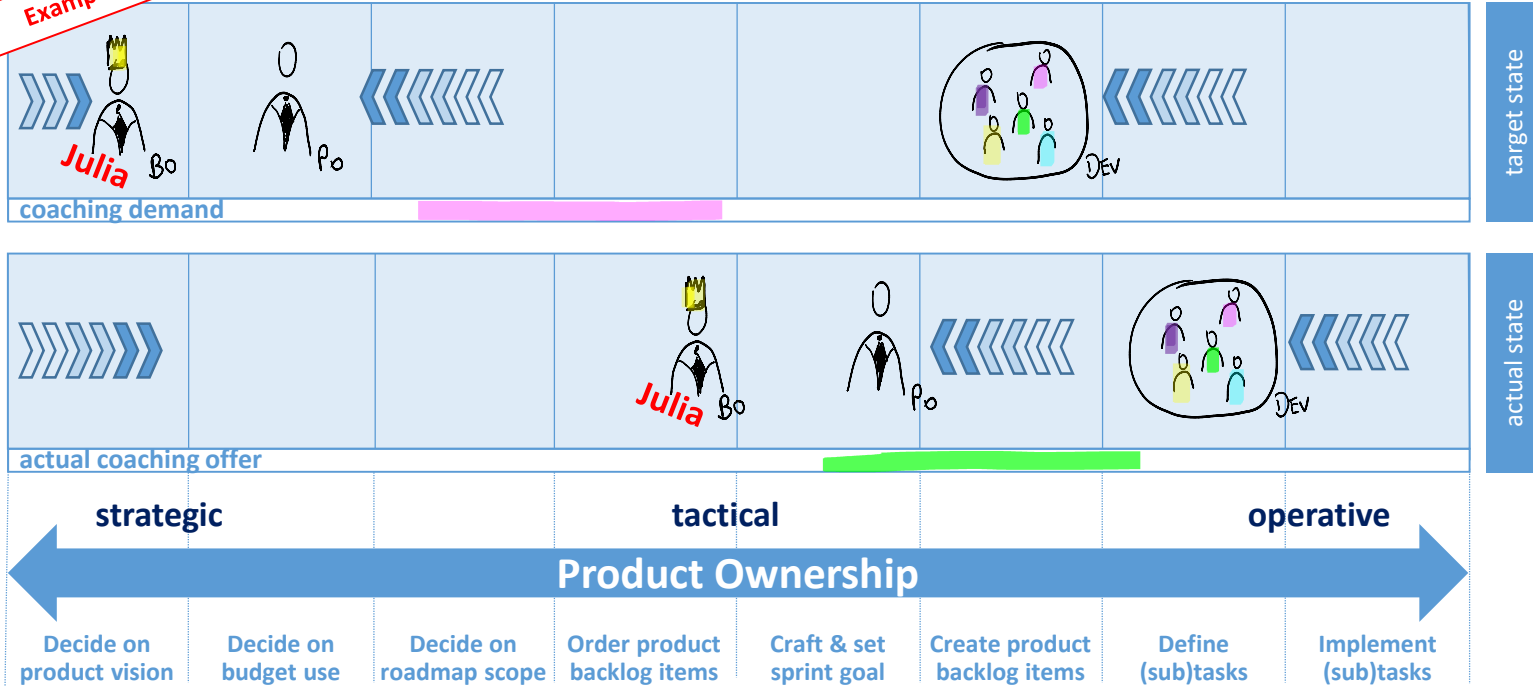 Julia
BO
PO
DEV
target state
coaching demand
Julia
BO
PO
DEV
actual state
actual coaching offer
strategic
tactical
operative
Product Ownership
Decide on
product vision
Decide on
budget use
Decide on
roadmap scope
Order product
backlog items
Craft & set
sprint goal
Create product
backlog items
Define
(sub)tasks
Implement
(sub)tasks